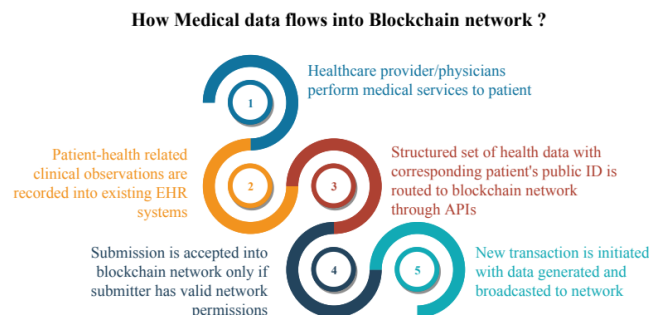 How Medical data flows into Blockchain network ?
1
Healthcare provider/physicians
perform medical services to patient
Patient-health related
clinical observations are
recorded into existing EHR
systems
2
3
Structured set of health data with
corresponding patient's public ID is
routed to blockchain network
through APIs
Submission is accepted into
blockchain network only if
submitter has valid network
permissions
4
5
New transaction is initiated
with data generated and
broadcasted to network